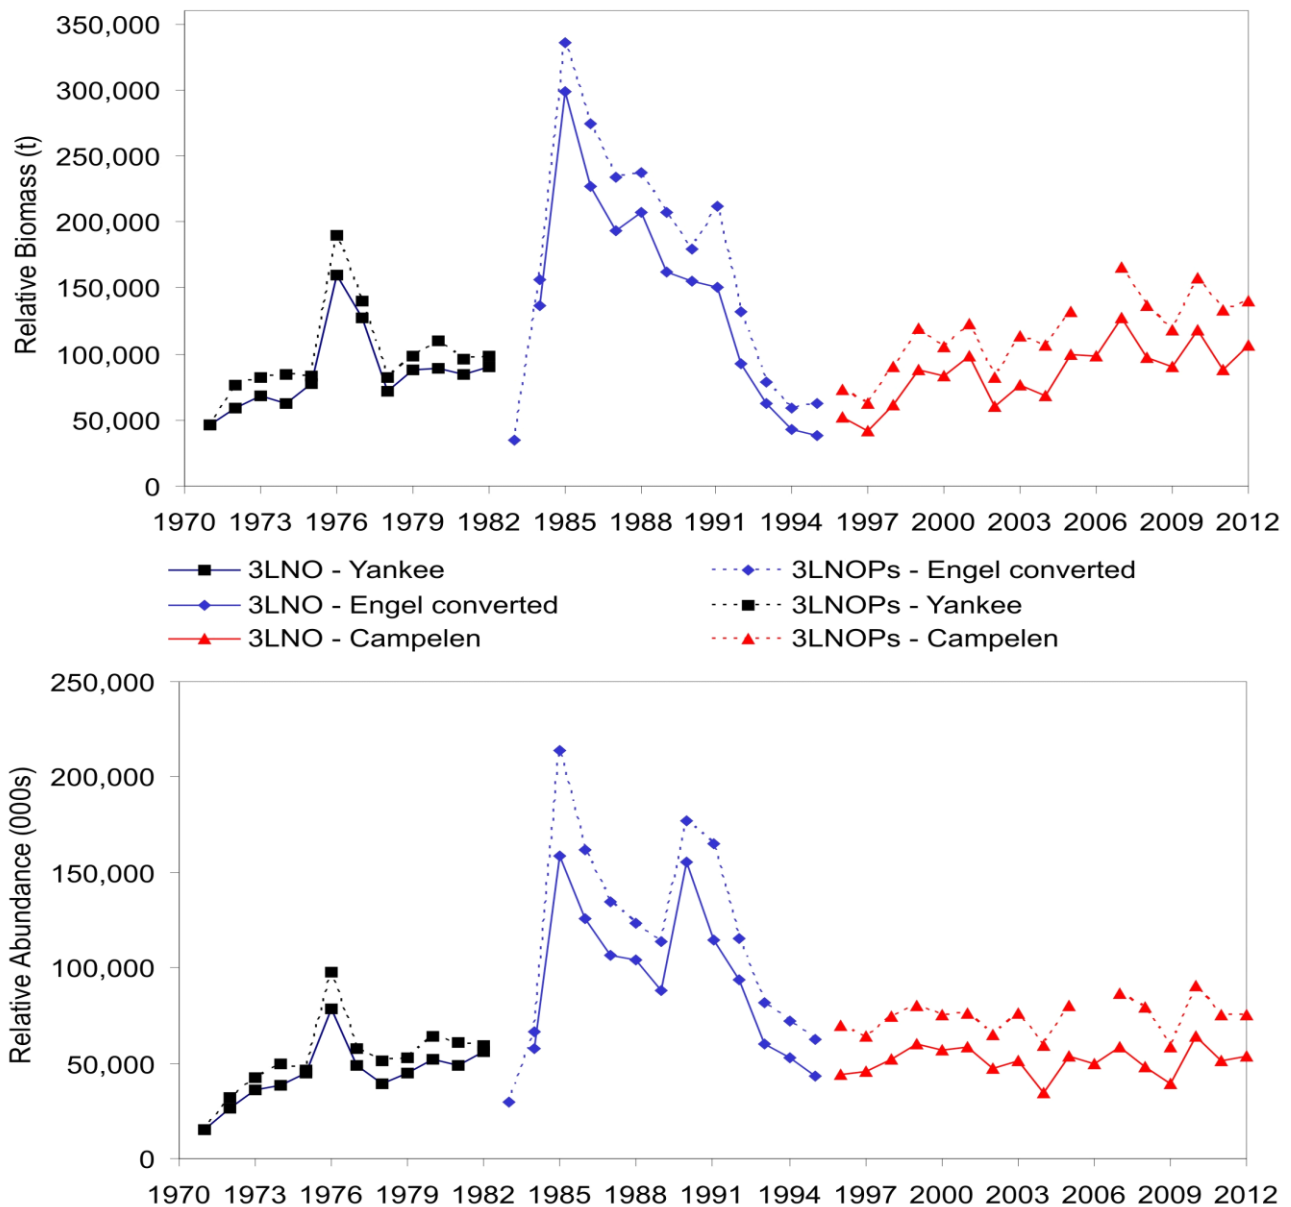 350,000
300,000
250,000
200,000
150,000
100,000
50,000
0
Relative Biomass (t)
1970 1973 1976 1979 1982 1985 1988 1991 1994 1997 2000 2003 2006 2009 2012
3LNO - Yankee 3LNOPs - Engel converted
3LNO - Engel converted 3LNOPs - Yankee
3LNO - Campelen 3LNOPs - Campelen
250,000
200,000
150,000
100,000
50,000
0
Relative Abundance (000s)
1970 1973 1976 1979 1982 1985 1988 1991 1994 1997 2000 2003 2006 2009 2012